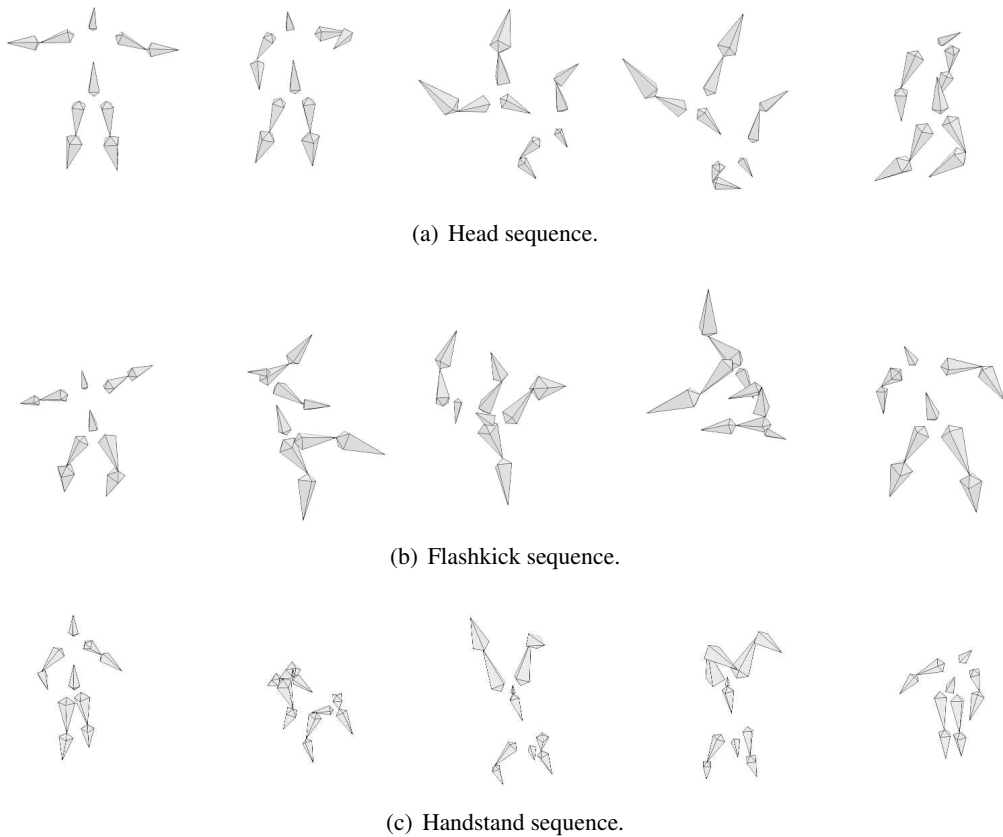 (a) Head sequence.
(b) Flashkick sequence.
(c) Handstand sequence.